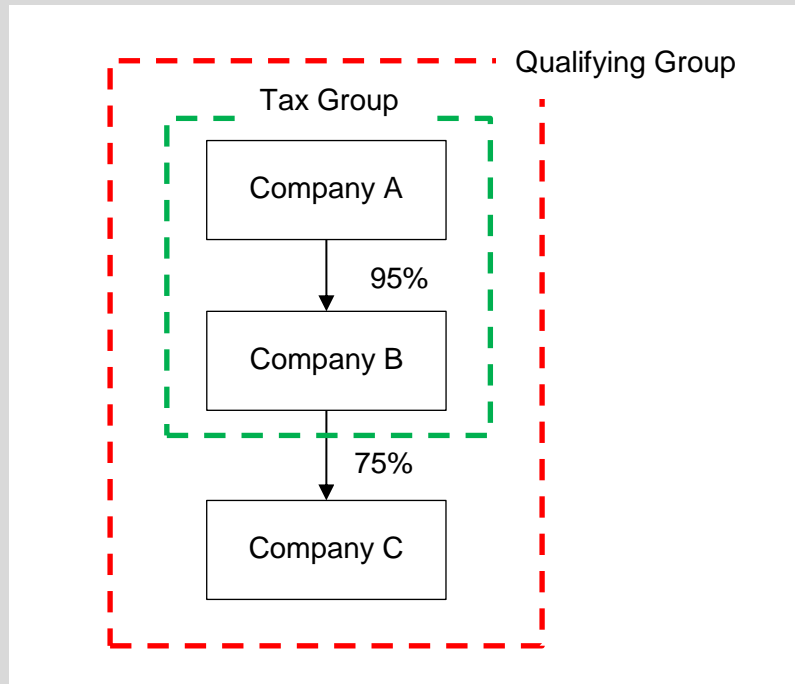 Qualifying Group
Tax Group
Company A
95%
Company B
75%
Company C